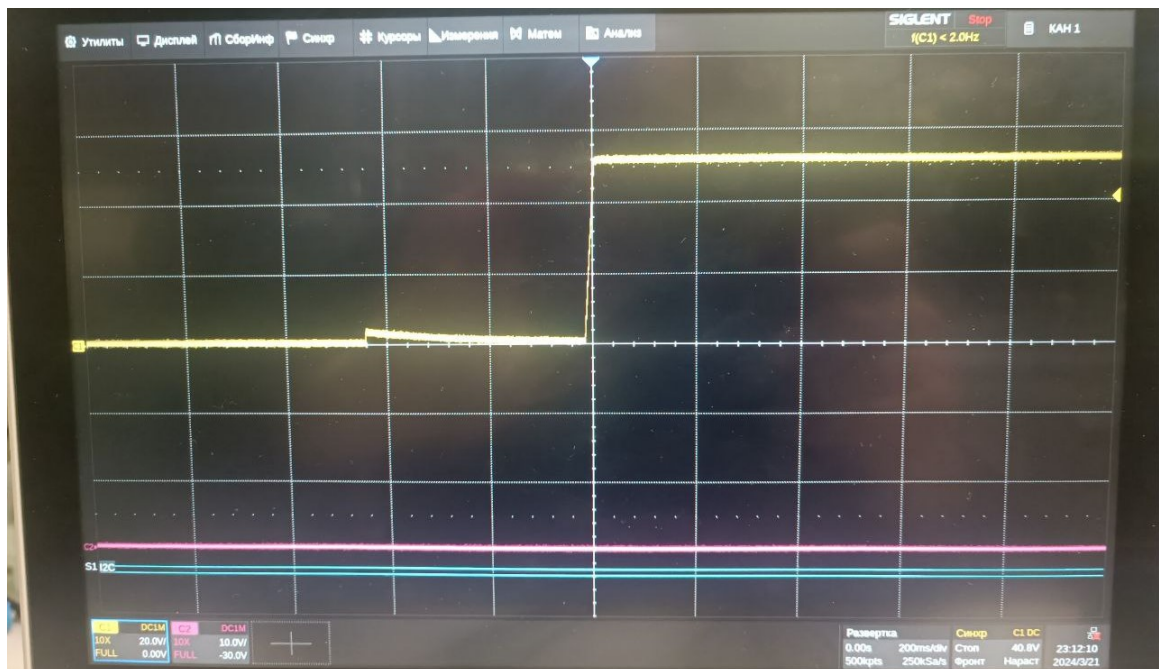 Утилиты Дисплей СборИнф Синхр Курсоры Измерения Матем Анализ
SIGLENT Stop
f(C1) < 2.0Hz
КАН 1
C1
C2
S1 I2C
C1 DC1M
10X 20.0V/
FULL 0.00V
C2 DC1M
10X 10.0V/
FULL -30.0V
Развертка
0.00s 200ms/div
500kpts 250kSa/s
Синхр C1 DC
Стоп 40.8V
Фронт Нараст
23:12:10
2024/3/21